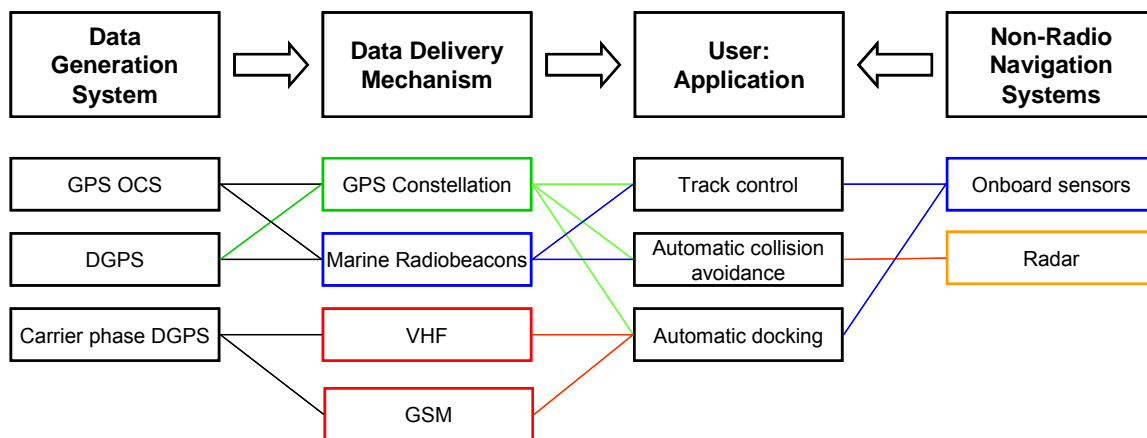 Data
Generation
System
Data Delivery
Mechanism
User:
Application
Non-Radio
Navigation
Systems
GPS OCS
GPS Constellation
Track control
Onboard sensors
DGPS
Marine Radiobeacons
Automatic collision
avoidance
Radar
Carrier phase DGPS
VHF
Automatic docking
GSM